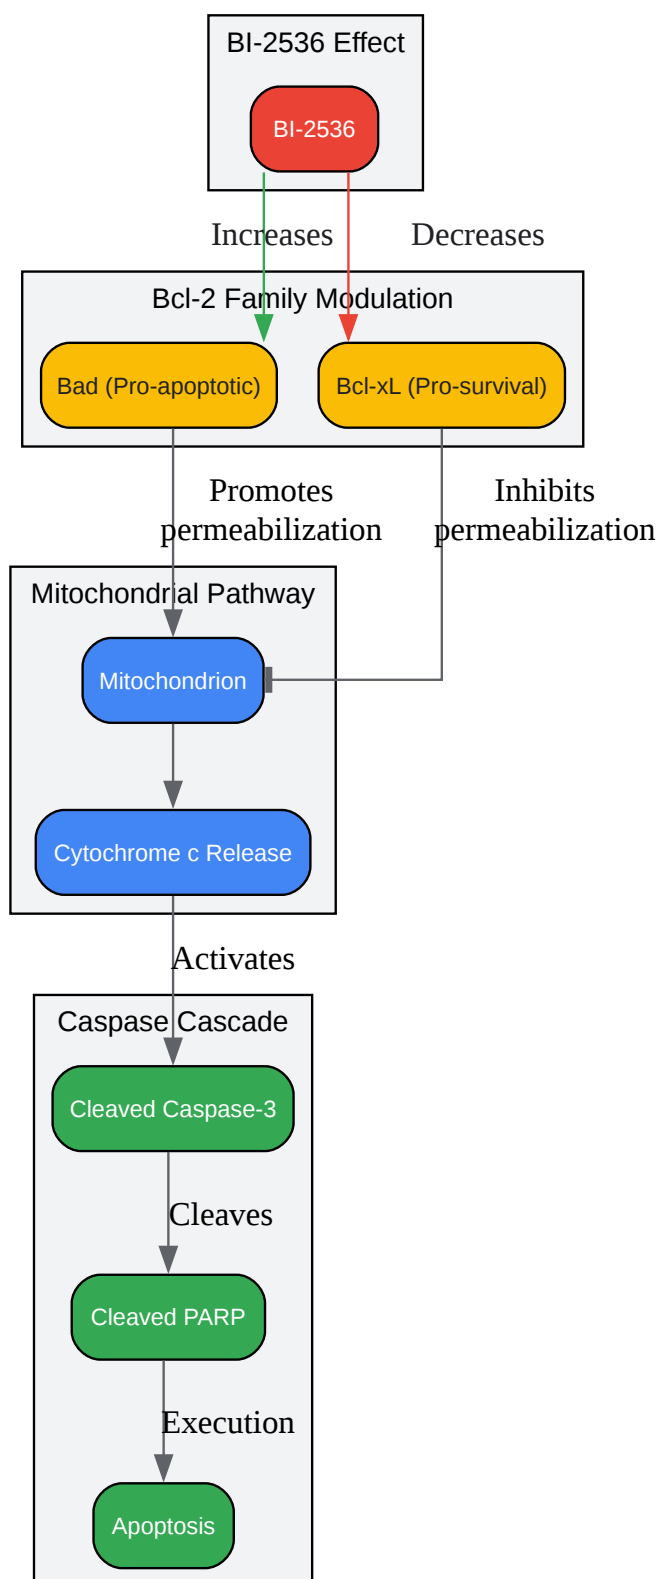 BI-2536 Effect
BI-2536
Increases
Decreases
Bcl-2 Family Modulation
Bad (Pro-apoptotic)
Bcl-xL (Pro-survival)
Promotes
permeabilization
Inhibits
permeabilization
Mitochondrial Pathway
Mitochondrion
Cytochrome c Release
Activates
Caspase Cascade
Cleaved Caspase-3
Cleaves
Cleaved PARP
Execution
Apoptosis